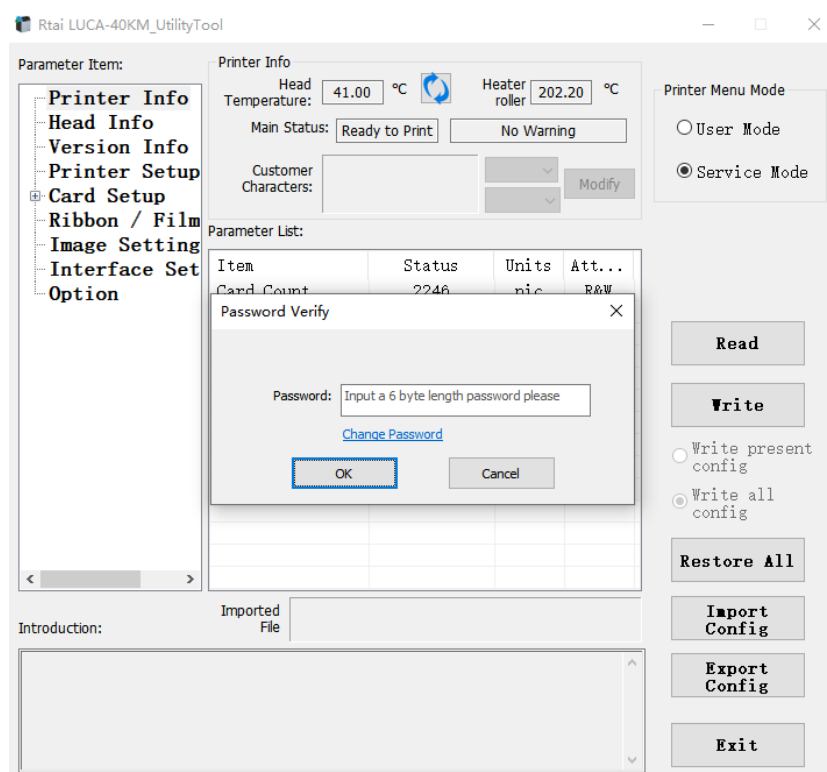 Rtai LUCA-40KM_UtilityTool
Parameter Item:
Printer Info
Head Info
Version Info
Printer Setup
Card Setup
Ribbon / Film
Image Setting
Interface Set
Option
Printer Info
Head Temperature: 41.00 °C
Heater roller 202.20 °C
Main Status: Ready to Print No Warning
Customer Characters:
Modify
Printer Menu Mode
User Mode
Service Mode
Parameter List:
Item Status Units Att...
Card Count 2246 pic R&W
Password Verify
Password: Input a 6 byte length password please
Change Password
OK Cancel
Read
Write
Write present
config
Write all
config
Restore All
Import
Config
Export
Config
Exit
Imported
File
Introduction: